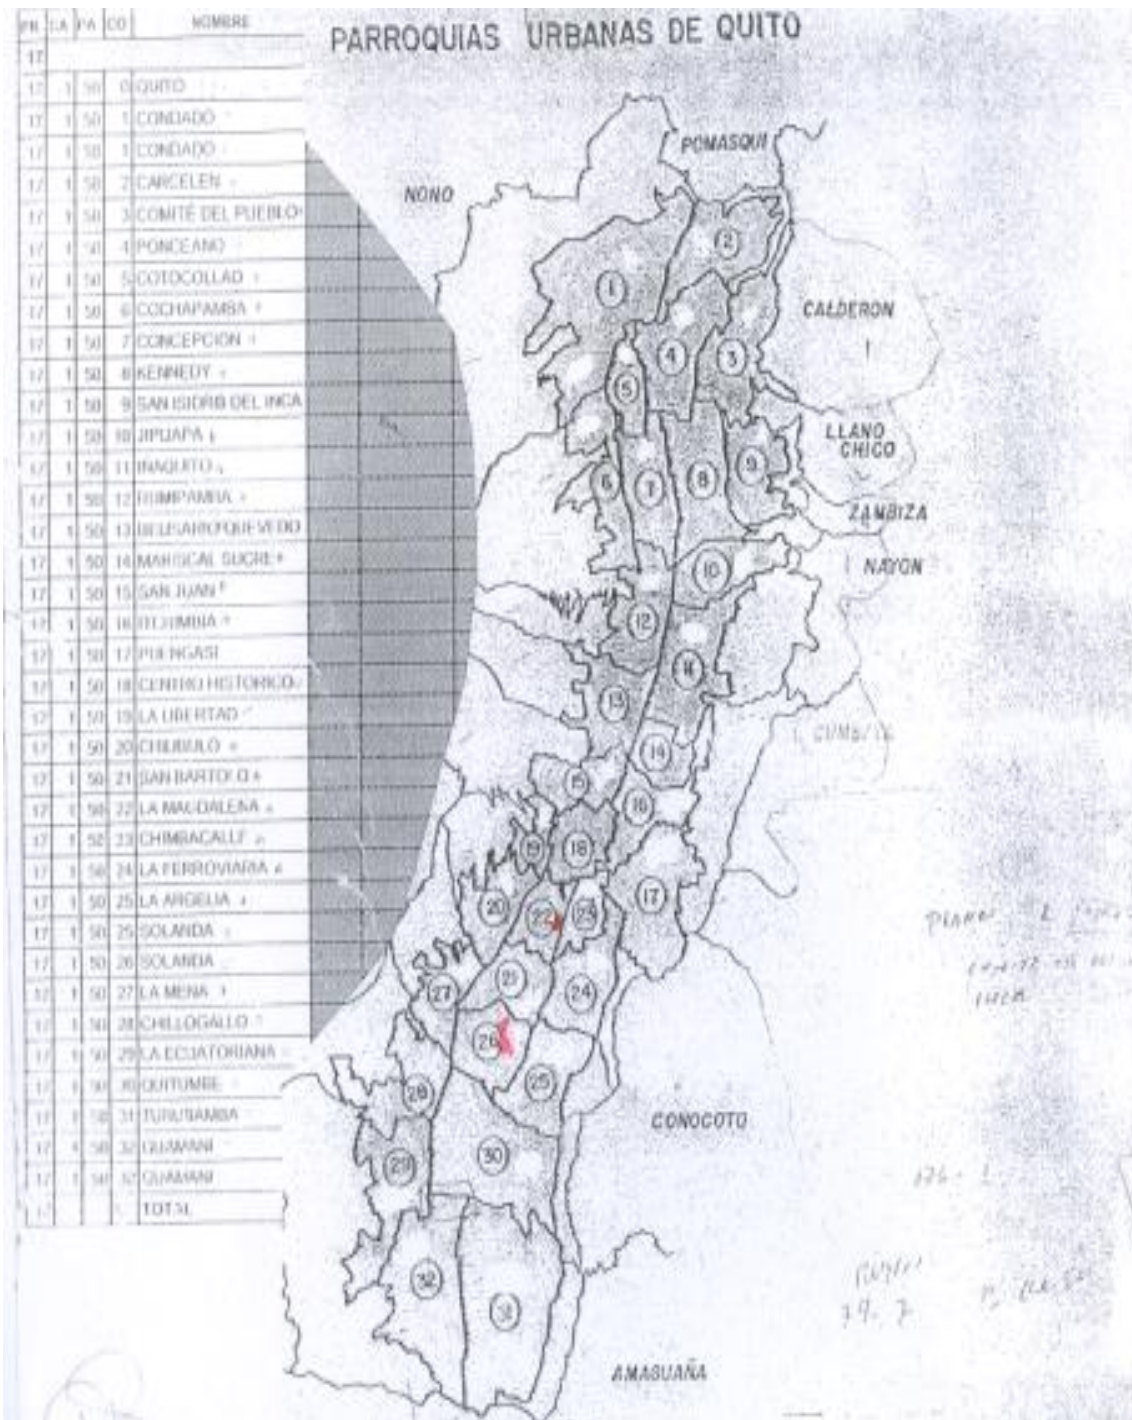 PARROQUIAS URBANAS DE QUITO
PR CA PA CO NOMBRE
17
17 1 50 0 QUITO
17 1 50 1 CONDADO
17 1 50 1 CONDADO
17 1 50 2 CARCELEN
17 1 50 3 COMITÉ DEL PUEBLO
17 1 50 4 PONCEANO
17 1 50 5 COTOCOLLAO
17 1 50 6 COCHAPAMBA
17 1 50 7 CONCEPCION
17 1 50 8 KENNEDY
17 1 50 9 SAN ISIDRO DEL INCA
17 1 50 10 JIPIJAPA
17 1 50 11 IÑAQUITO
17 1 50 12 RUMIPAMBA
17 1 50 13 BELISARIO QUEVEDO
17 1 50 14 MARISCAL SUCRE
17 1 50 15 SAN JUAN
17 1 50 16 ITCHIMBIA
17 1 50 17 PUENGASI
17 1 50 18 CENTRO HISTORICO
17 1 50 19 LA LIBERTAD
17 1 50 20 CHILIBULO
17 1 50 21 SAN BARTOLO
17 1 50 22 LA MAGDALENA
17 1 50 23 CHIMBACALLE
17 1 50 24 LA FERROVIARIA
17 1 50 25 LA ARGELIA
17 1 50 25 SOLANDA
17 1 50 26 SOLANDA
17 1 50 27 LA MENA
17 1 50 28 CHILLOGALLO
17 1 50 29 LA ECUATORIANA
17 1 50 30 QUITUMBE
17 1 50 31 TURUBAMBA
17 1 50 32 GUAMANI
17 1 50 32 GUAMANI
17 TOTAL
POMASQUI
NONO
2
1
CALDERON
4
3
5
LLANO
CHICO
9
6
7
8
ZAMBIZA
NAYON
10
12
11
13
CUMBAYA
14
15
16
19
18
17
20
22
23
21
27
24
26
25
28
CONOCOTO
30
29
32
31
AMAGUAÑA